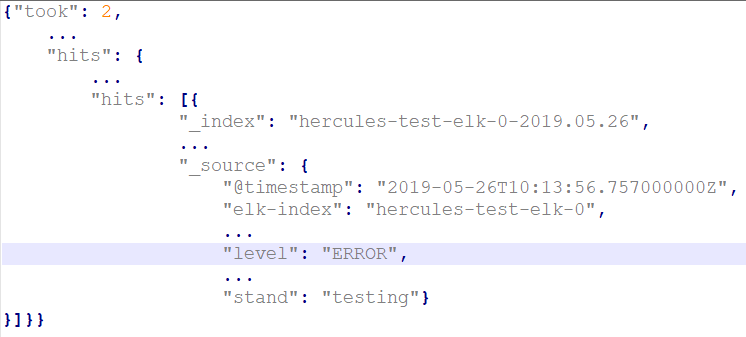 {"took": 2,
...
"hits": {
...
"hits": [{
"_index": "hercules-test-elk-0-2019.05.26",
...
"_source": {
"@timestamp": "2019-05-26T10:13:56.757000000Z",
"elk-index": "hercules-test-elk-0",
...
"level": "ERROR",
...
"stand": "testing"}
}]}}